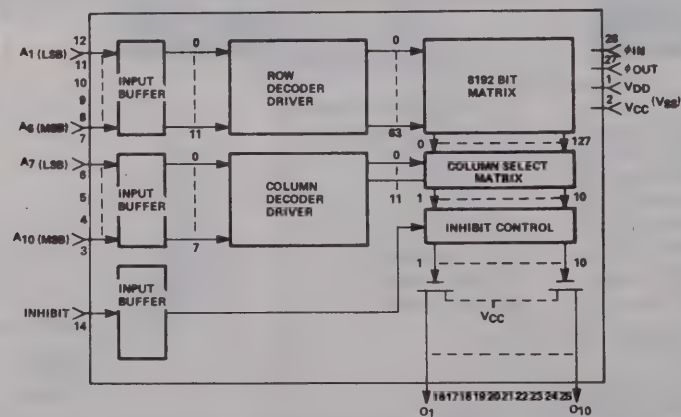 12
A1 (LSB)
11
10
9
8
A6 (MSB)
7
INPUT
BUFFER
0
11
ROW
DECODER
DRIVER
0
63
8192 BIT
MATRIX
28
ΦIN
27
ΦOUT
1
VDD
2
VCC (VSS)
0
127
A7 (LSB)
6
5
4
A10 (MSB)
3
INPUT
BUFFER
0
7
COLUMN
DECODER
DRIVER
0
11
COLUMN SELECT
MATRIX
1
10
INHIBIT CONTROL
1
10
INHIBIT
14
INPUT
BUFFER
VCC
16 17 18 19 20 21 22 23 24 25
O1
O10